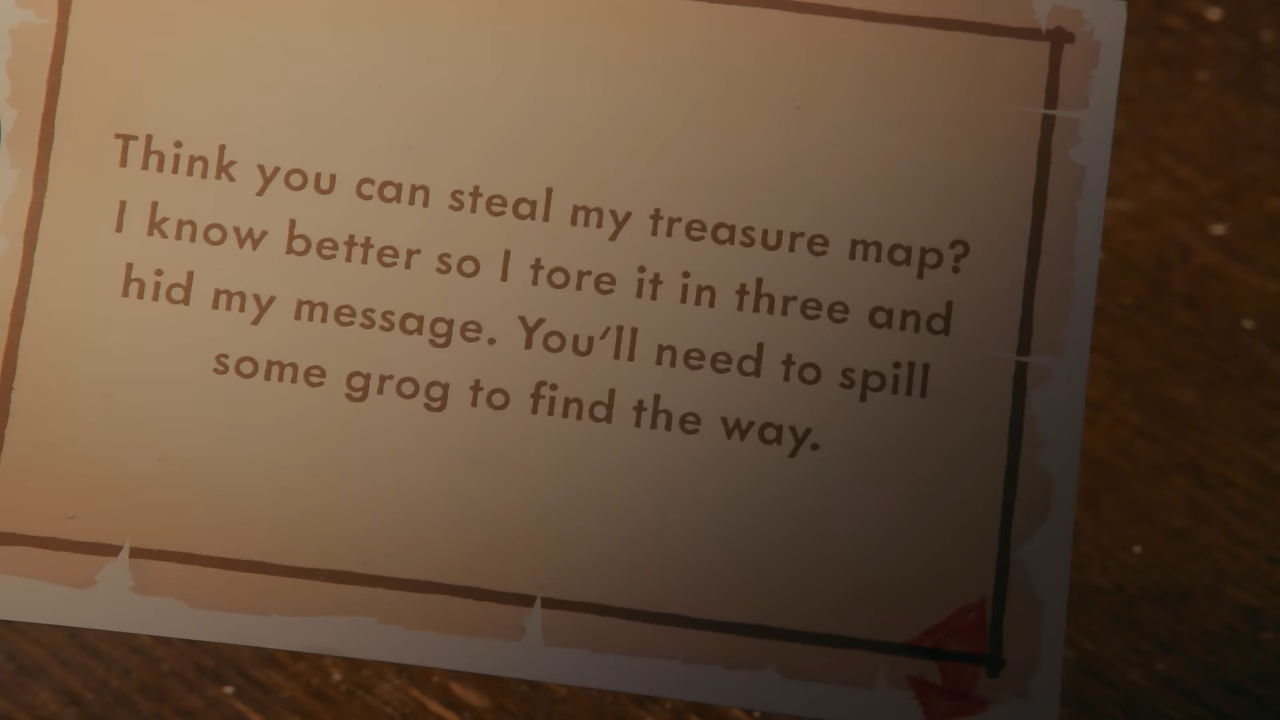 Think you can steal my treasure map?
I know better so I tore it in three and
hid my message. You'll need to spill
some grog to find the way.